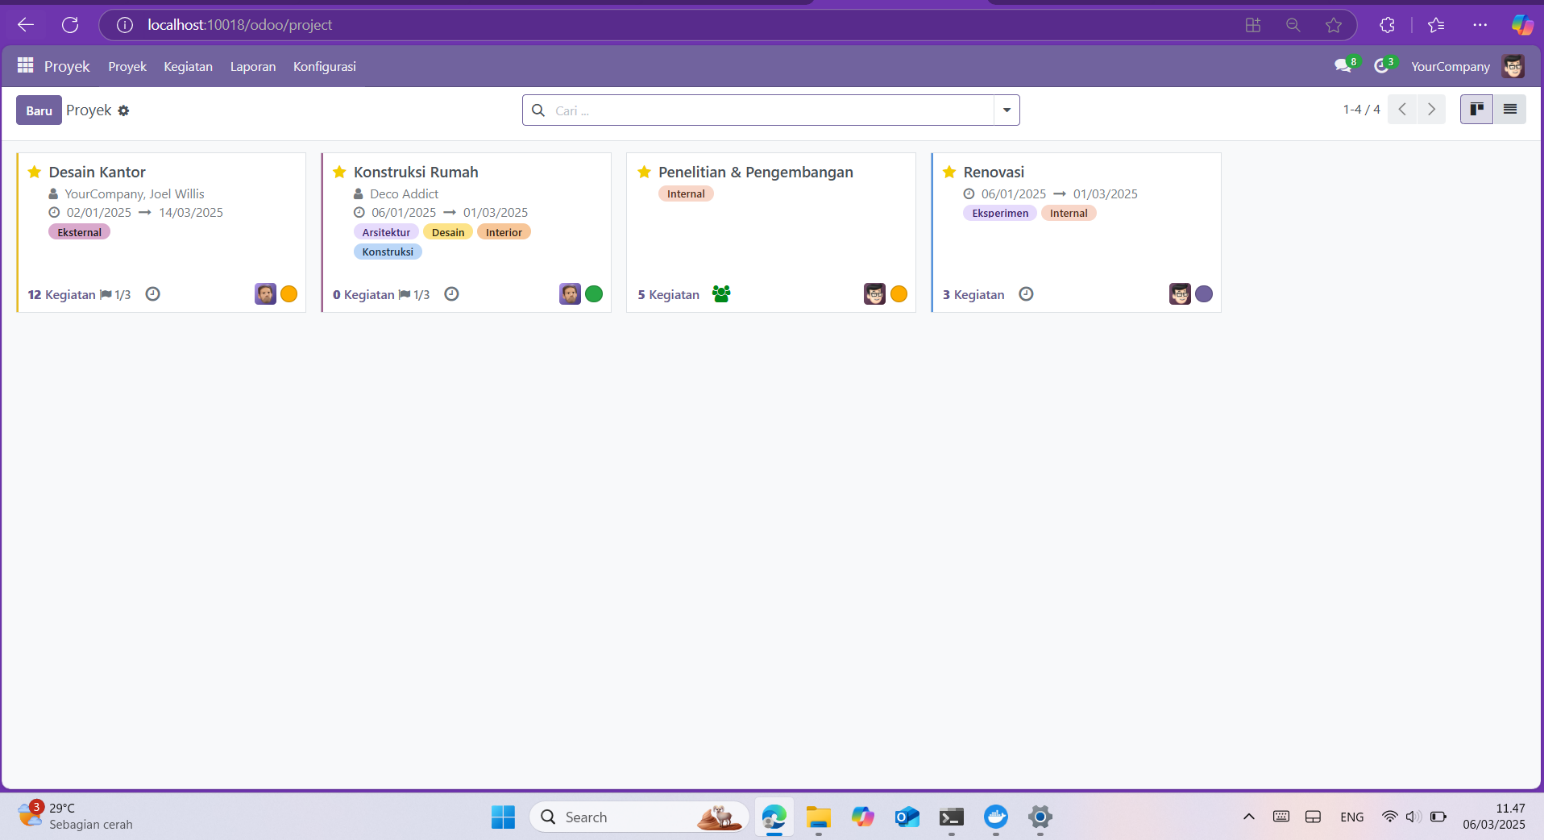 localhost:10018/odoo/project
Proyek Proyek Kegiatan Laporan Konfigurasi 8 3 YourCompany
Baru Proyek Cari ... 1-4 / 4
Desain Kantor
YourCompany, Joel Willis
02/01/2025 → 14/03/2025
Eksternal
12 Kegiatan 1/3
Konstruksi Rumah
Deco Addict
06/01/2025 → 01/03/2025
Arsitektur Desain Interior
Konstruksi
0 Kegiatan 1/3
Penelitian & Pengembangan
Internal
5 Kegiatan
Renovasi
06/01/2025 → 01/03/2025
Eksperimen Internal
3 Kegiatan
3 29°C
Sebagian cerah
Search
ENG
11.47
06/03/2025